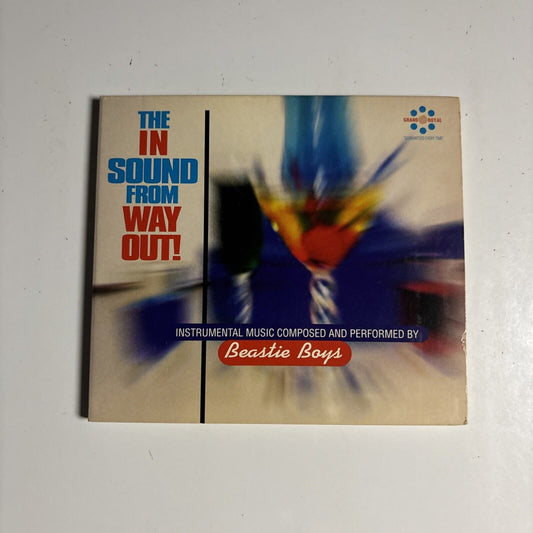 THE
IN
SOUND
FROM
WAY
OUT!
GRAND ROYAL
INSTRUMENTAL MUSIC COMPOSED AND PERFORMED BY
Beastie Boys